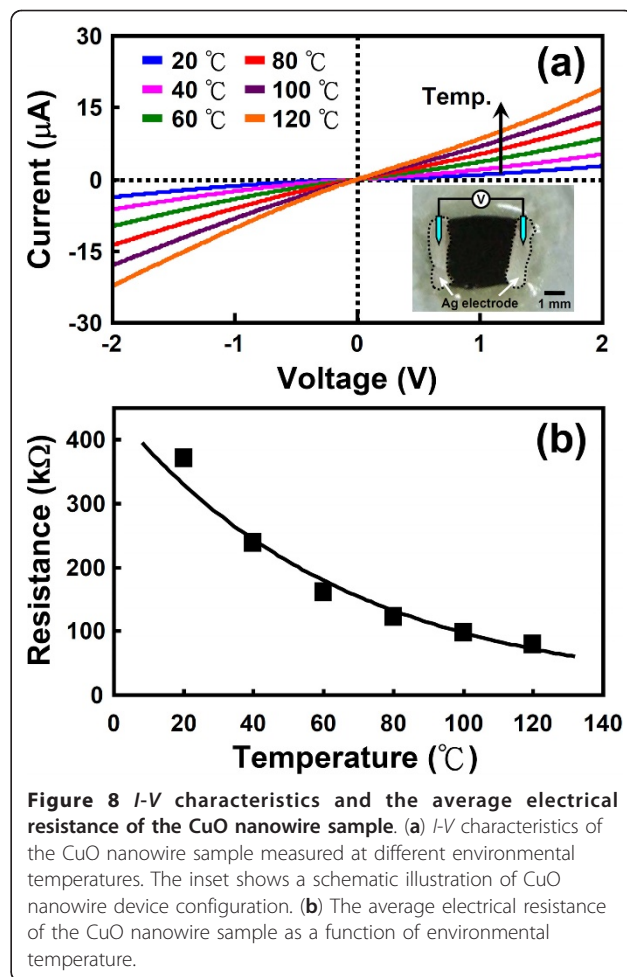 30
15
0
-15
-30
Current (μA)
20 ℃ 80 ℃
40 ℃ 100 ℃
60 ℃ 120 ℃
(a)
Temp.
V
Ag electrode
1 mm
-2 -1 0 1 2
Voltage (V)
(b)
400
300
200
100
0
Resistance (kΩ)
0 20 40 60 80 100 120 140
Temperature (℃)
Figure 8 I-V characteristics and the average electrical
resistance of the CuO nanowire sample. (a) I-V characteristics of
the CuO nanowire sample measured at different environmental
temperatures. The inset shows a schematic illustration of CuO
nanowire device configuration. (b) The average electrical resistance
of the CuO nanowire sample as a function of environmental
temperature.